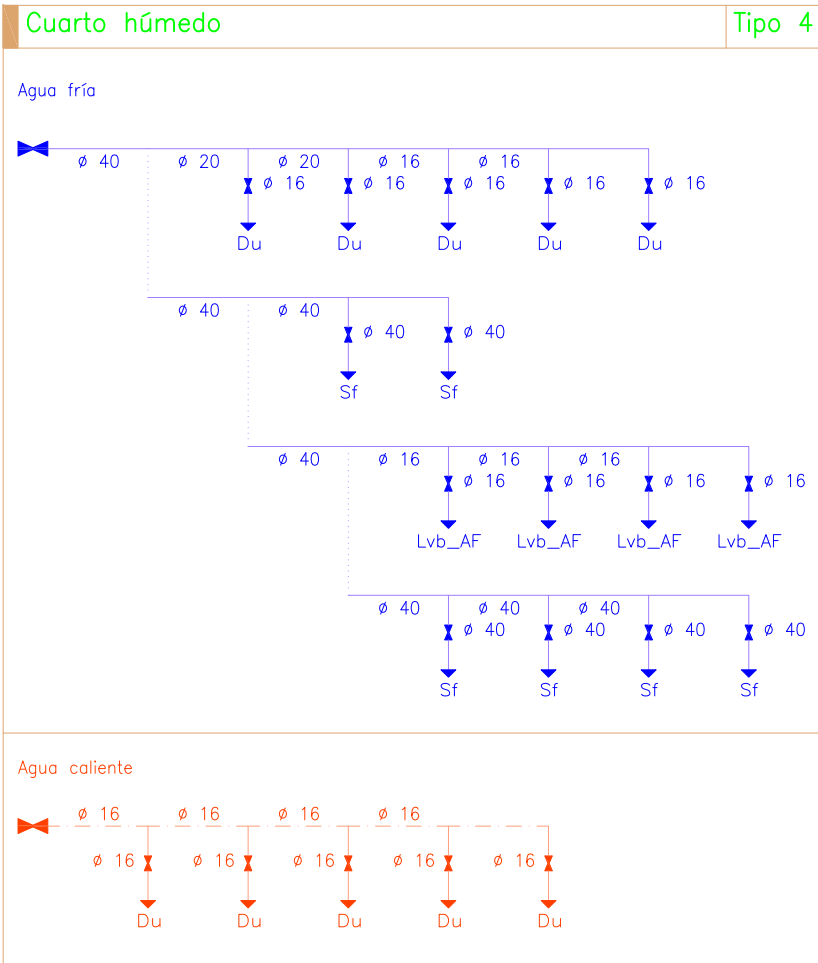 Cuarto húmedo Tipo 4
Agua fría
ø 40 ø 20 ø 20 ø 16 ø 16
ø 16 ø 16 ø 16 ø 16 ø 16
Du Du Du Du Du
ø 40 ø 40
ø 40 ø 40
Sf Sf
ø 40 ø 16 ø 16 ø 16
ø 16 ø 16 ø 16 ø 16
Lvb_AF Lvb_AF Lvb_AF Lvb_AF
ø 40 ø 40 ø 40
ø 40 ø 40 ø 40 ø 40
Sf Sf Sf Sf
Agua caliente
ø 16 ø 16 ø 16 ø 16
ø 16 ø 16 ø 16 ø 16 ø 16
Du Du Du Du Du